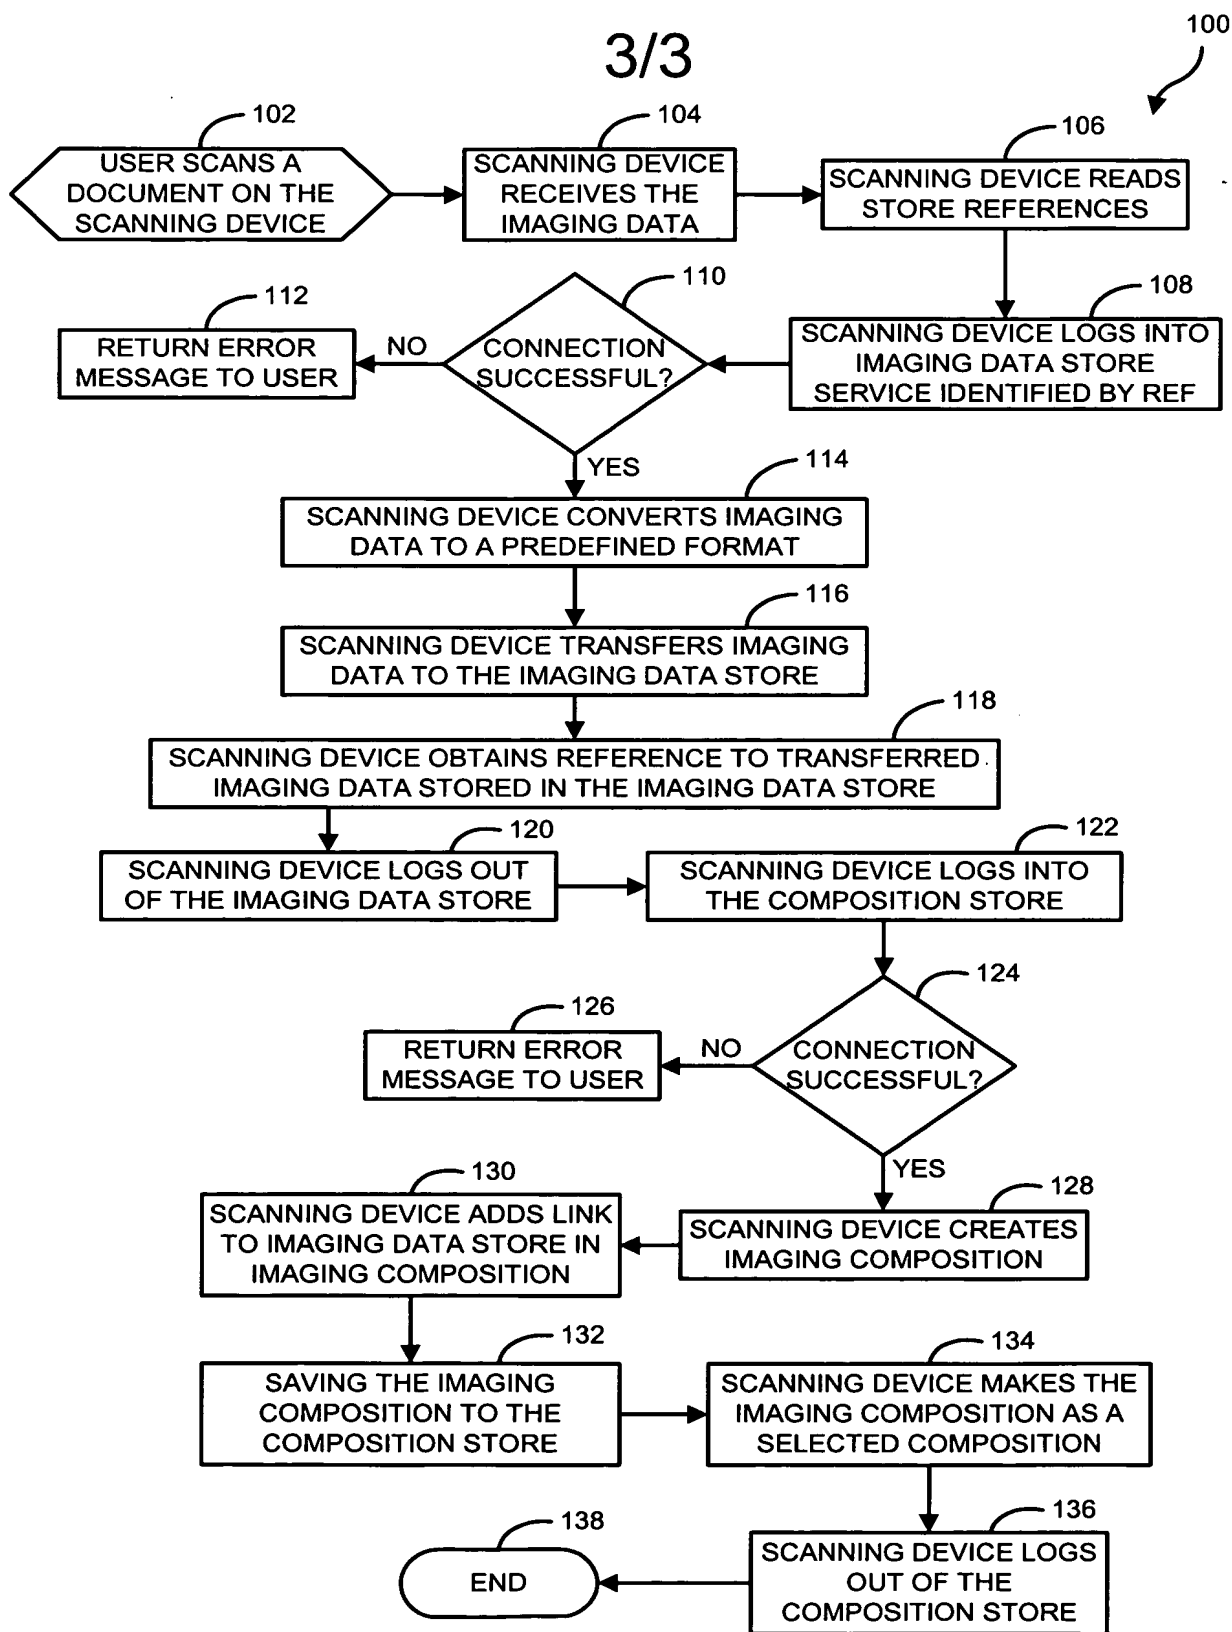 3/3
100
102
USER SCANS A
DOCUMENT ON THE
SCANNING DEVICE
104
SCANNING DEVICE
RECEIVES THE
IMAGING DATA
106
SCANNING DEVICE READS
STORE REFERENCES
108
SCANNING DEVICE LOGS INTO
IMAGING DATA STORE
SERVICE IDENTIFIED BY REF
110
CONNECTION
SUCCESSFUL?
NO
112
RETURN ERROR
MESSAGE TO USER
YES
114
SCANNING DEVICE CONVERTS IMAGING
DATA TO A PREDEFINED FORMAT
116
SCANNING DEVICE TRANSFERS IMAGING
DATA TO THE IMAGING DATA STORE
118
SCANNING DEVICE OBTAINS REFERENCE TO TRANSFERRED
IMAGING DATA STORED IN THE IMAGING DATA STORE
120
SCANNING DEVICE LOGS OUT
OF THE IMAGING DATA STORE
122
SCANNING DEVICE LOGS INTO
THE COMPOSITION STORE
124
CONNECTION
SUCCESSFUL?
NO
126
RETURN ERROR
MESSAGE TO USER
YES
128
SCANNING DEVICE CREATES
IMAGING COMPOSITION
130
SCANNING DEVICE ADDS LINK
TO IMAGING DATA STORE IN
IMAGING COMPOSITION
132
SAVING THE IMAGING
COMPOSITION TO THE
COMPOSITION STORE
134
SCANNING DEVICE MAKES THE
IMAGING COMPOSITION AS A
SELECTED COMPOSITION
136
SCANNING DEVICE LOGS
OUT OF THE
COMPOSITION STORE
138
END